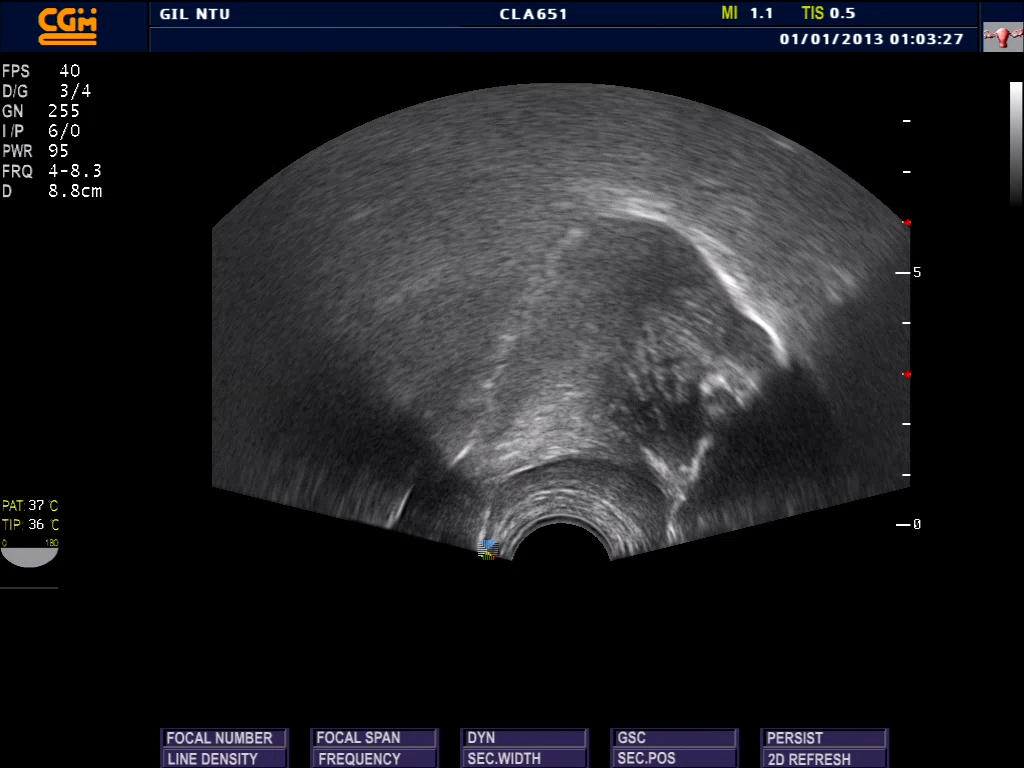 CGM
GIL NTU CLA651 MI 1.1 TIS 0.5
01/01/2013 01:03:27
FPS 40
D/G 3/4
GN 255
I/P 6/0
PWR 95
FRQ 4-8.3
D 8.8cm
5
PAT: 37 °C
TIP: 36 °C
0 180
0
FOCAL NUMBER FOCAL SPAN DYN GSC PERSIST
LINE DENSITY FREQUENCY SEC.WIDTH SEC.POS 2D REFRESH